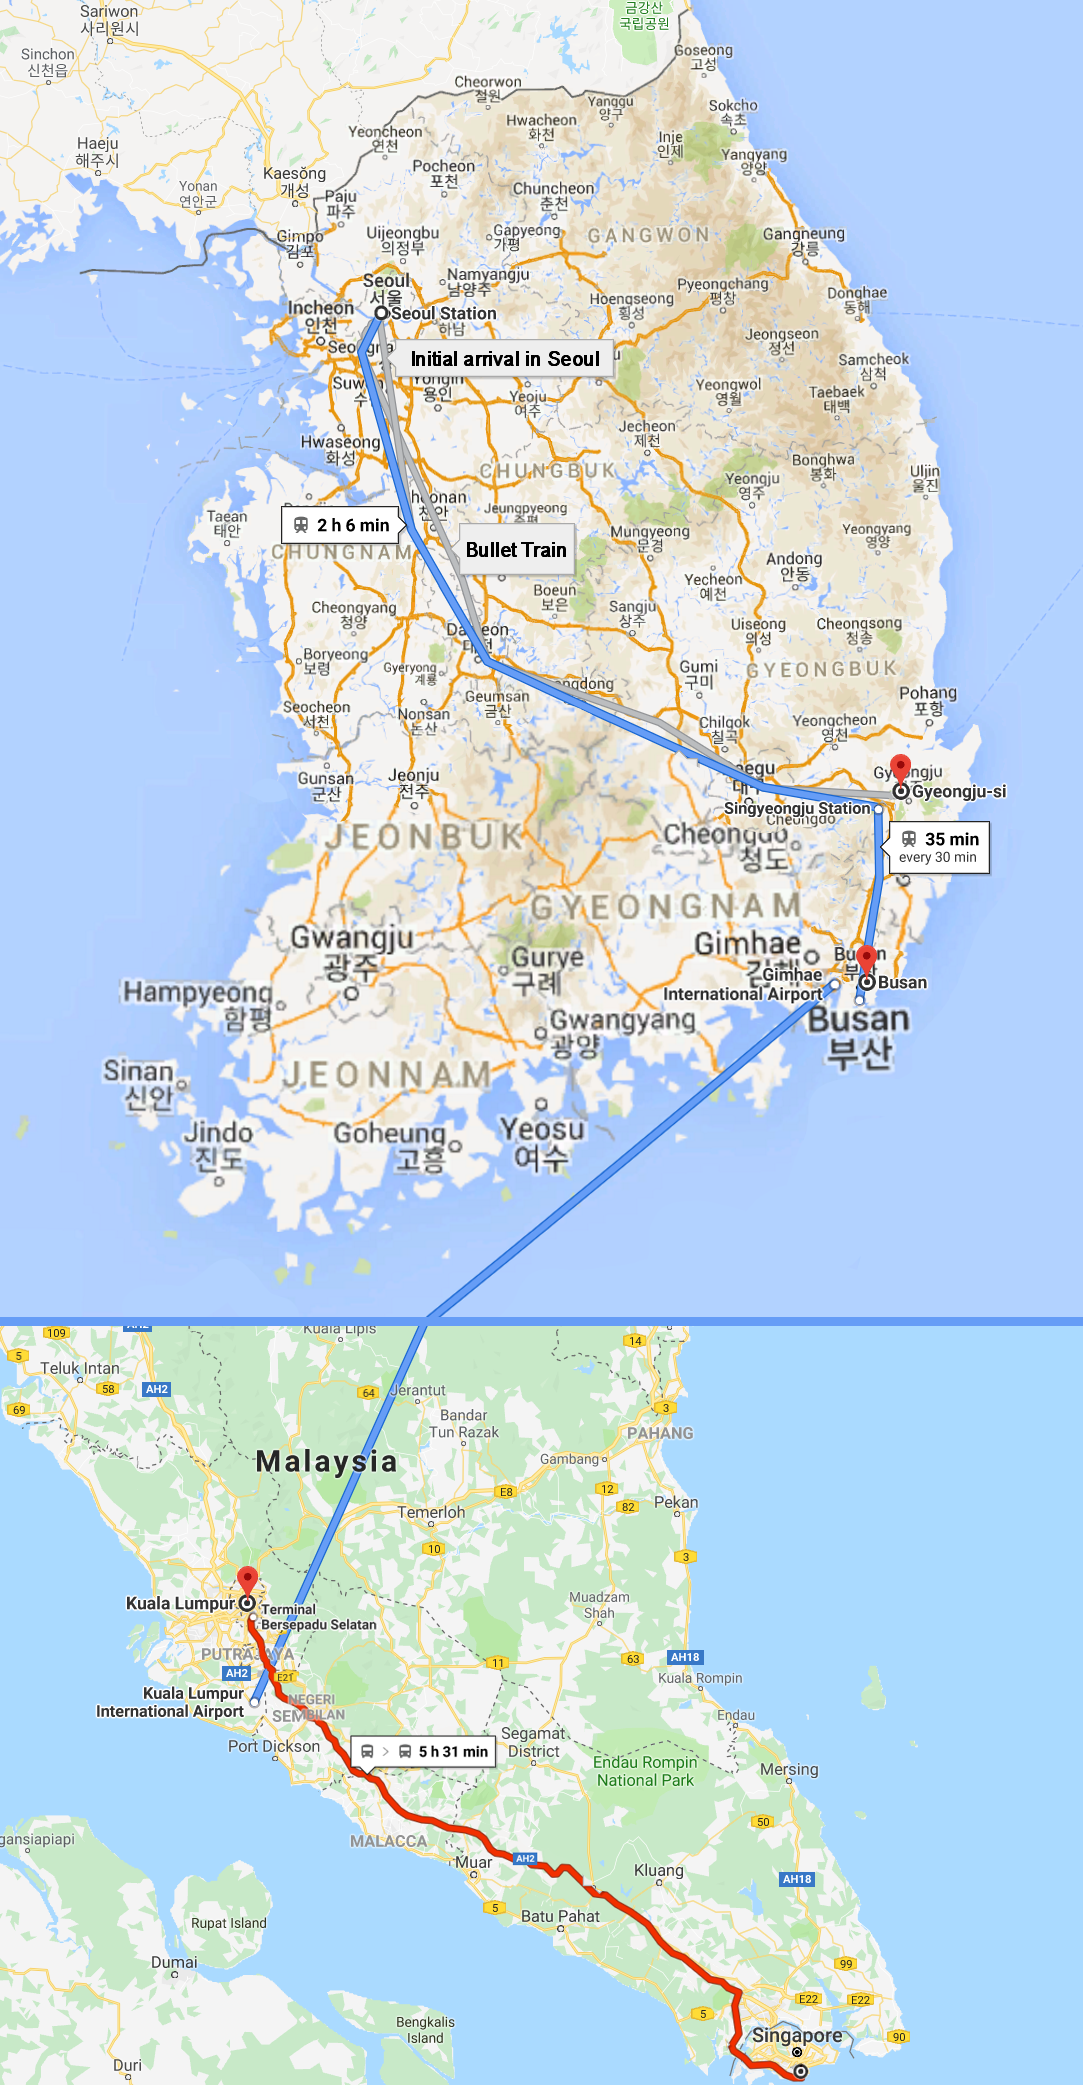 Sariwon
사리원시
금강산
국립공원
Sinchon
신천읍
Goseong
고성
Cheorwon
철원
Yanggu
양구
Sokcho
속초
Hwacheon
화천
Yeoncheon
연천
Inje
인제
Haeju
해주시
Yangyang
양양
Pocheon
포천
Kaesŏng
개성
Yonan
연안군
Paju
파주
Chuncheon
춘천
Gimpo
김포
Uijeongbu
의정부
Gapyeong
가평
GANGWON
Gangneung
강릉
Seoul
서울
Namyangju
남양주
Pyeongchang
평창
Hoengseong
횡성
Donghae
동해
Incheon
인천
Seoul Station
하남
Jeongseon
정선
Initial arrival in Seoul
Samcheok
삼척
Yongin
용인
Yeoju
여주
Yeongwol
영월
Taebaek
태백
Hwaseong
화성
Jecheon
제천
CHUNGBUK
Bonghwa
봉화
Yeongju
영주
Uljin
울진
Taean
태안
2 h 6 min
Jeungpyeong
증평
CHUNGNAM
Mungyeong
문경
Yeongyang
영양
Bullet Train
Andong
안동
Yecheon
예천
Boeun
보은
Cheongyang
청양
Sangju
상주
Uiseong
의성
Cheongsong
청송
Boryeong
보령
Gyeryong
계룡
Gumi
구미
GYEONGBUK
Geumsan
금산
Pohang
포항
Seocheon
서천
Nonsan
논산
Chilgok
칠곡
Yeongcheon
영천
Gunsan
군산
Jeonju
전주
Gyeongju-si
Singyeongju Station
Cheongdo
JEONBUK
Cheongdo
청도
35 min
every 30 min
GYEONGNAM
Gwangju
광주
Gurye
구례
Gimhae
Gimhae
International Airport
Busan
Busan
부산
Hampyeong
함평
Gwangyang
광양
Sinan
신안
JEONNAM
Jindo
진도
Goheung
고흥
Yeosu
여수
109
AH2
Kuala Lipis
14
5
Teluk Intan
58
AH2
64
Jerantut
69
3
Bandar
Tun Razak
PAHANG
Malaysia
Gambang
E8
12
82
Pekan
Temerloh
10
3
Kuala Lumpur
Terminal
Bersepadu Selatan
Muadzam
Shah
PUTRAJAYA
AH2
E21
11
63
AH18
Kuala Rompin
Kuala Lumpur
International Airport
NEGERI
SEMBILAN
Endau
Port Dickson
5 h 31 min
Segamat
District
Endau Rompin
National Park
Mersing
50
MALACCA
gansiapiapi
Muar
AH2
Kluang
AH18
5
Batu Pahat
Rupat Island
Dumai
99
E22
E22
5
Bengkalis
Island
Singapore
90
Duri